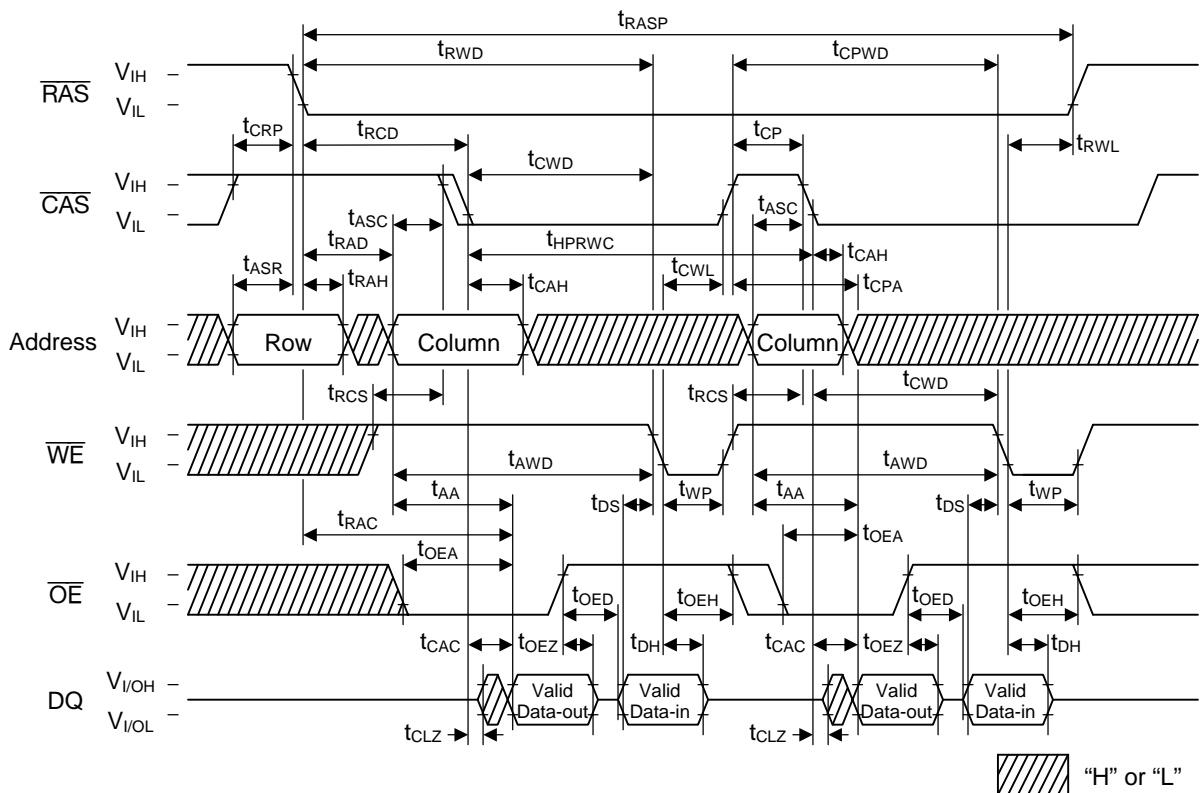 tRASP
tRWD
tCPWD
RAS
VIH
VIL
tCRP
tRCD
tCP
tRWL
tCWD
CAS
VIH
VIL
tASC
tASC
tRAD
tHPRWC
tCAH
tASR
tRAH
tCAH
tCWL
tCPA
Address
VIH
VIL
Row
Column
Column
tRCS
tRCS
tCWD
WE
VIH
VIL
tAWD
tAWD
tAA
tDS
tWP
tAA
tDS
tWP
tRAC
tOEA
tOEA
OE
VIH
VIL
tOED
tOEH
tOED
tOEH
tCAC
tOEZ
tDH
tCAC
tOEZ
tDH
DQ
VI/OH
VI/OL
Valid
Data-out
Valid
Data-in
Valid
Data-out
Valid
Data-in
tCLZ
tCLZ
“H” or “L”